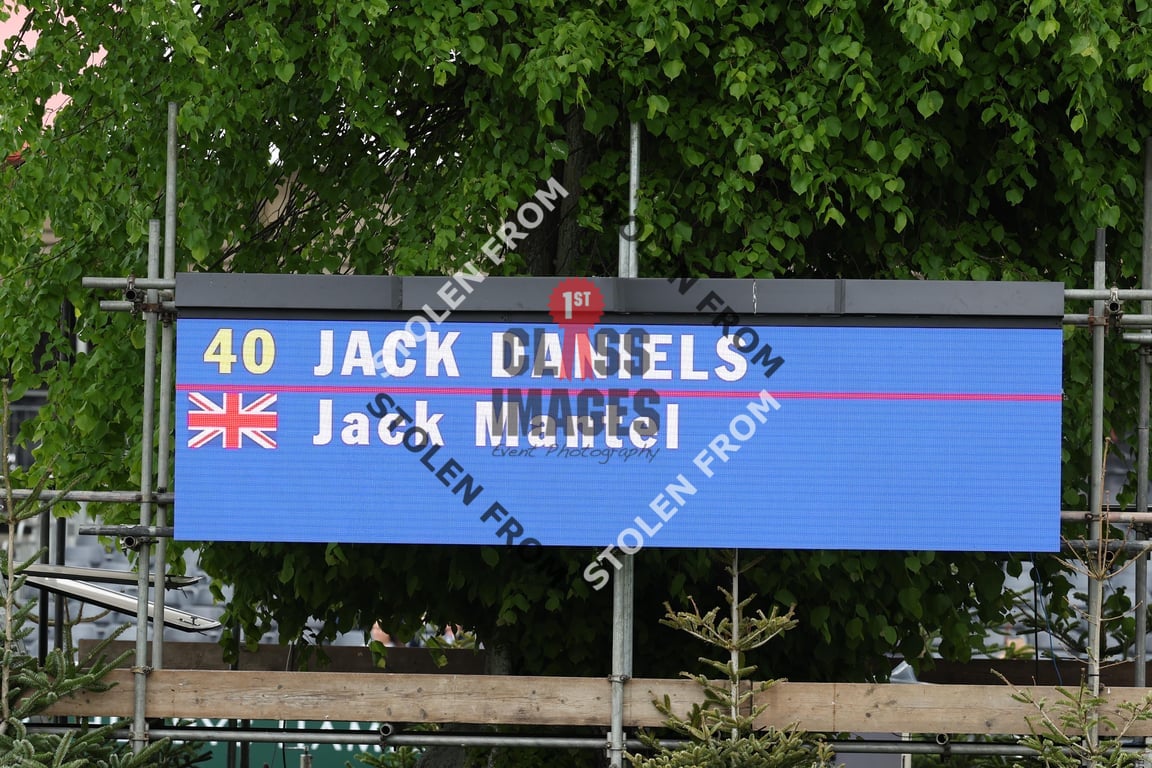 40 JACK DANIELS
Jack Mantel
1ST
CLASS
IMAGES
Event Photography
STOLEN FROM
STOLEN FROM
STOLEN FROM
STOLEN FROM